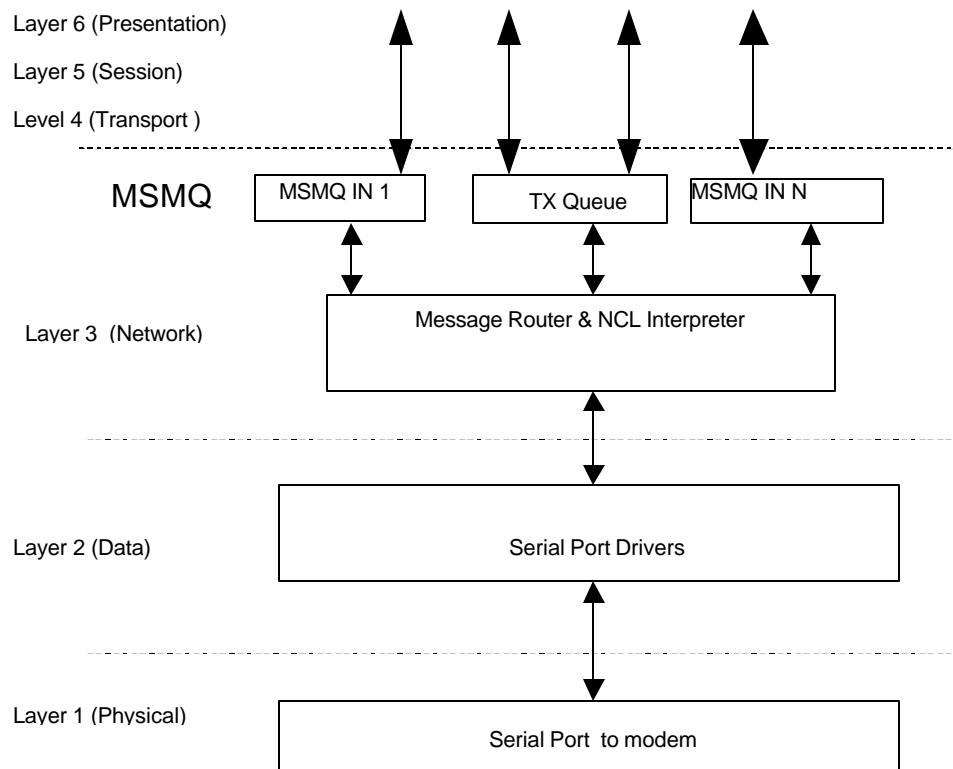 Layer 6 (Presentation)
Layer 5 (Session)
Level 4 (Transport )
MSMQ
MSMQ IN 1
TX Queue
MSMQ IN N
Message Router & NCL Interpreter
Layer 3 (Network)
Layer 2 (Data)
Serial Port Drivers
Layer 1 (Physical)
Serial Port to modem